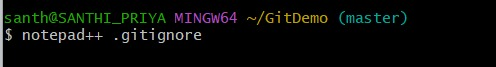 santh@SANTHI_PRIYA MINGW64 ~/GitDemo (master)
$ notepad++ .gitignore